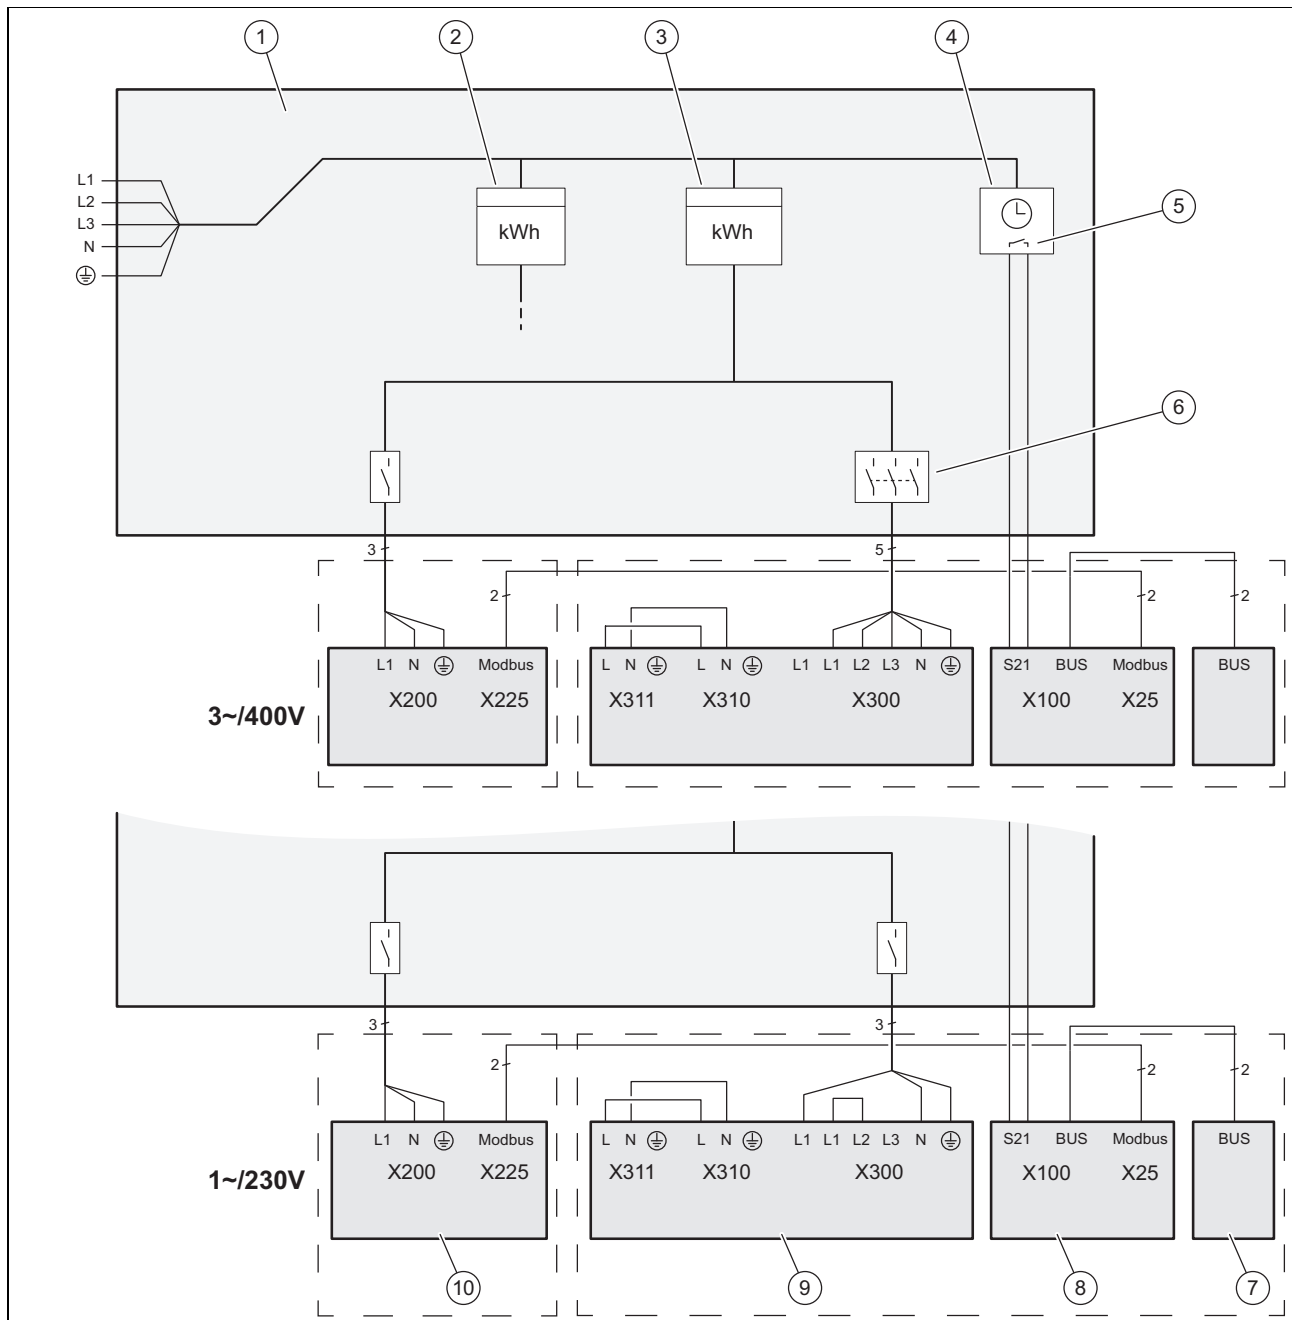 1 2 3 4
L1
L2
L3
N
kWh kWh
5
6
3 5
2 2 2
L1 N Modbus L N L N L1 L1 L2 L3 N S21 BUS Modbus BUS
X200 X225 X311 X310 X300 X100 X25
3~/400V
3 3
2 2 2
L1 N Modbus L N L N L1 L1 L2 L3 N S21 BUS Modbus BUS
X200 X225 X311 X310 X300 X100 X25
1~/230V
10 9 8 7